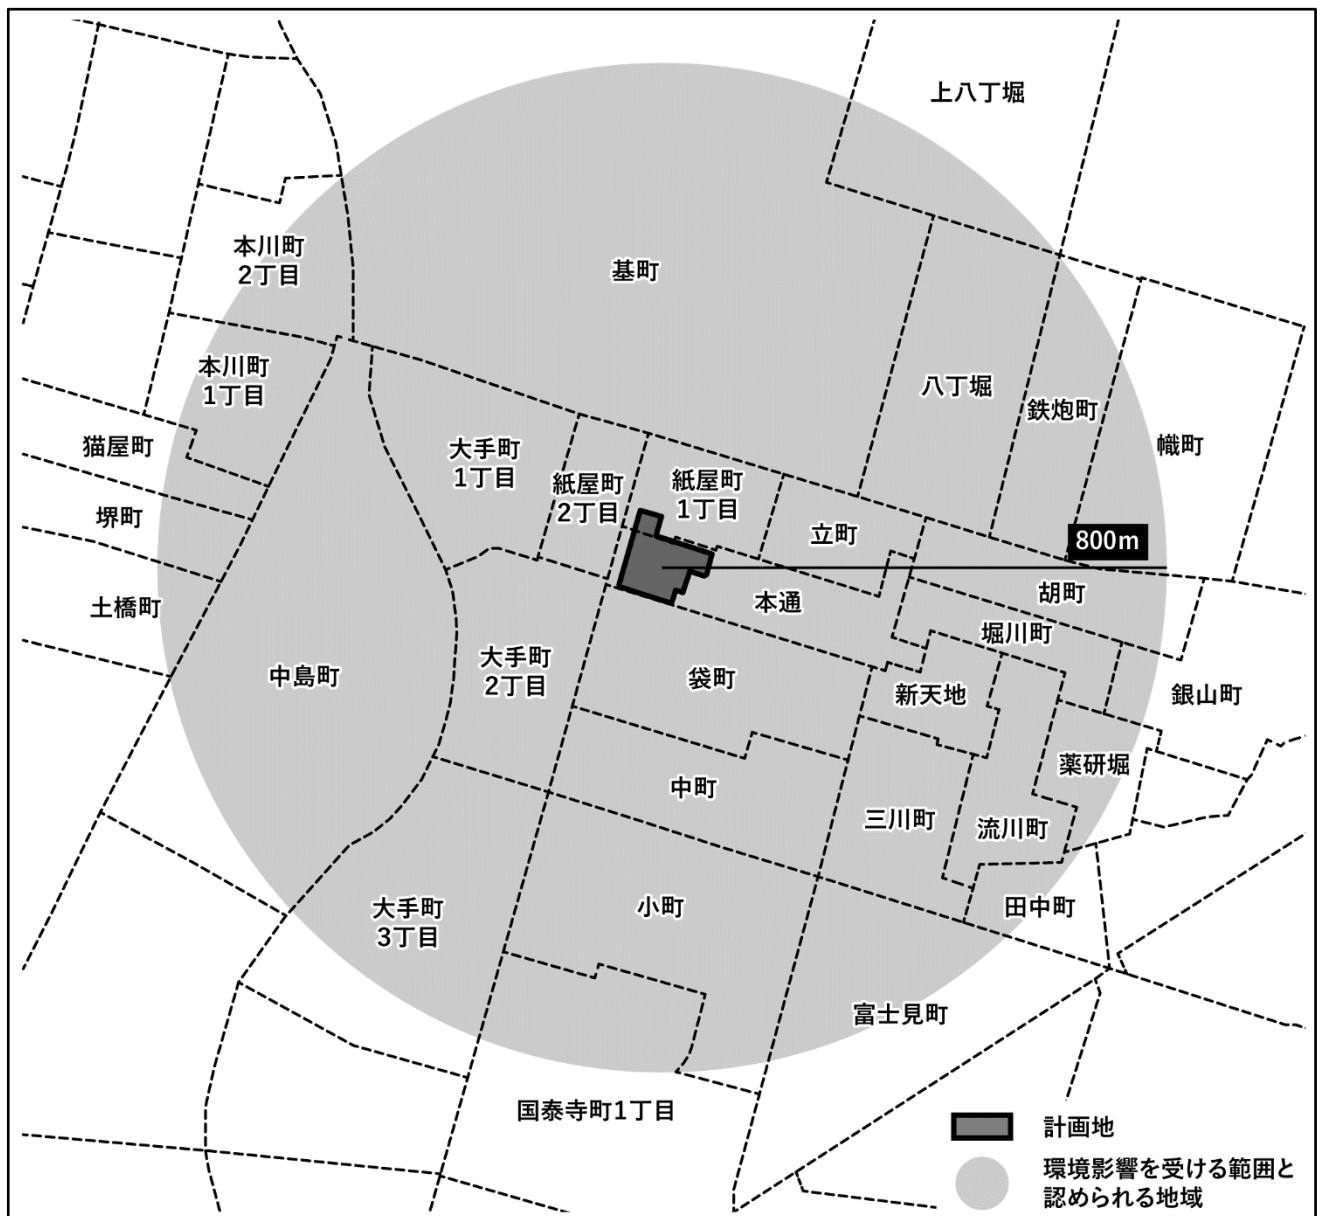 上八丁堀
本川町
2丁目
基町
本川町
1丁目
八丁堀
鉄炮町
幟町
猫屋町
大手町
1丁目
紙屋町
2丁目
紙屋町
1丁目
堺町
立町
800m
土橋町
本通
胡町
堀川町
中島町
大手町
2丁目
袋町
新天地
銀山町
中町
薬研堀
三川町
流川町
大手町
3丁目
小町
田中町
富士見町
国泰寺町1丁目
計画地
環境影響を受ける範囲と
認められる地域